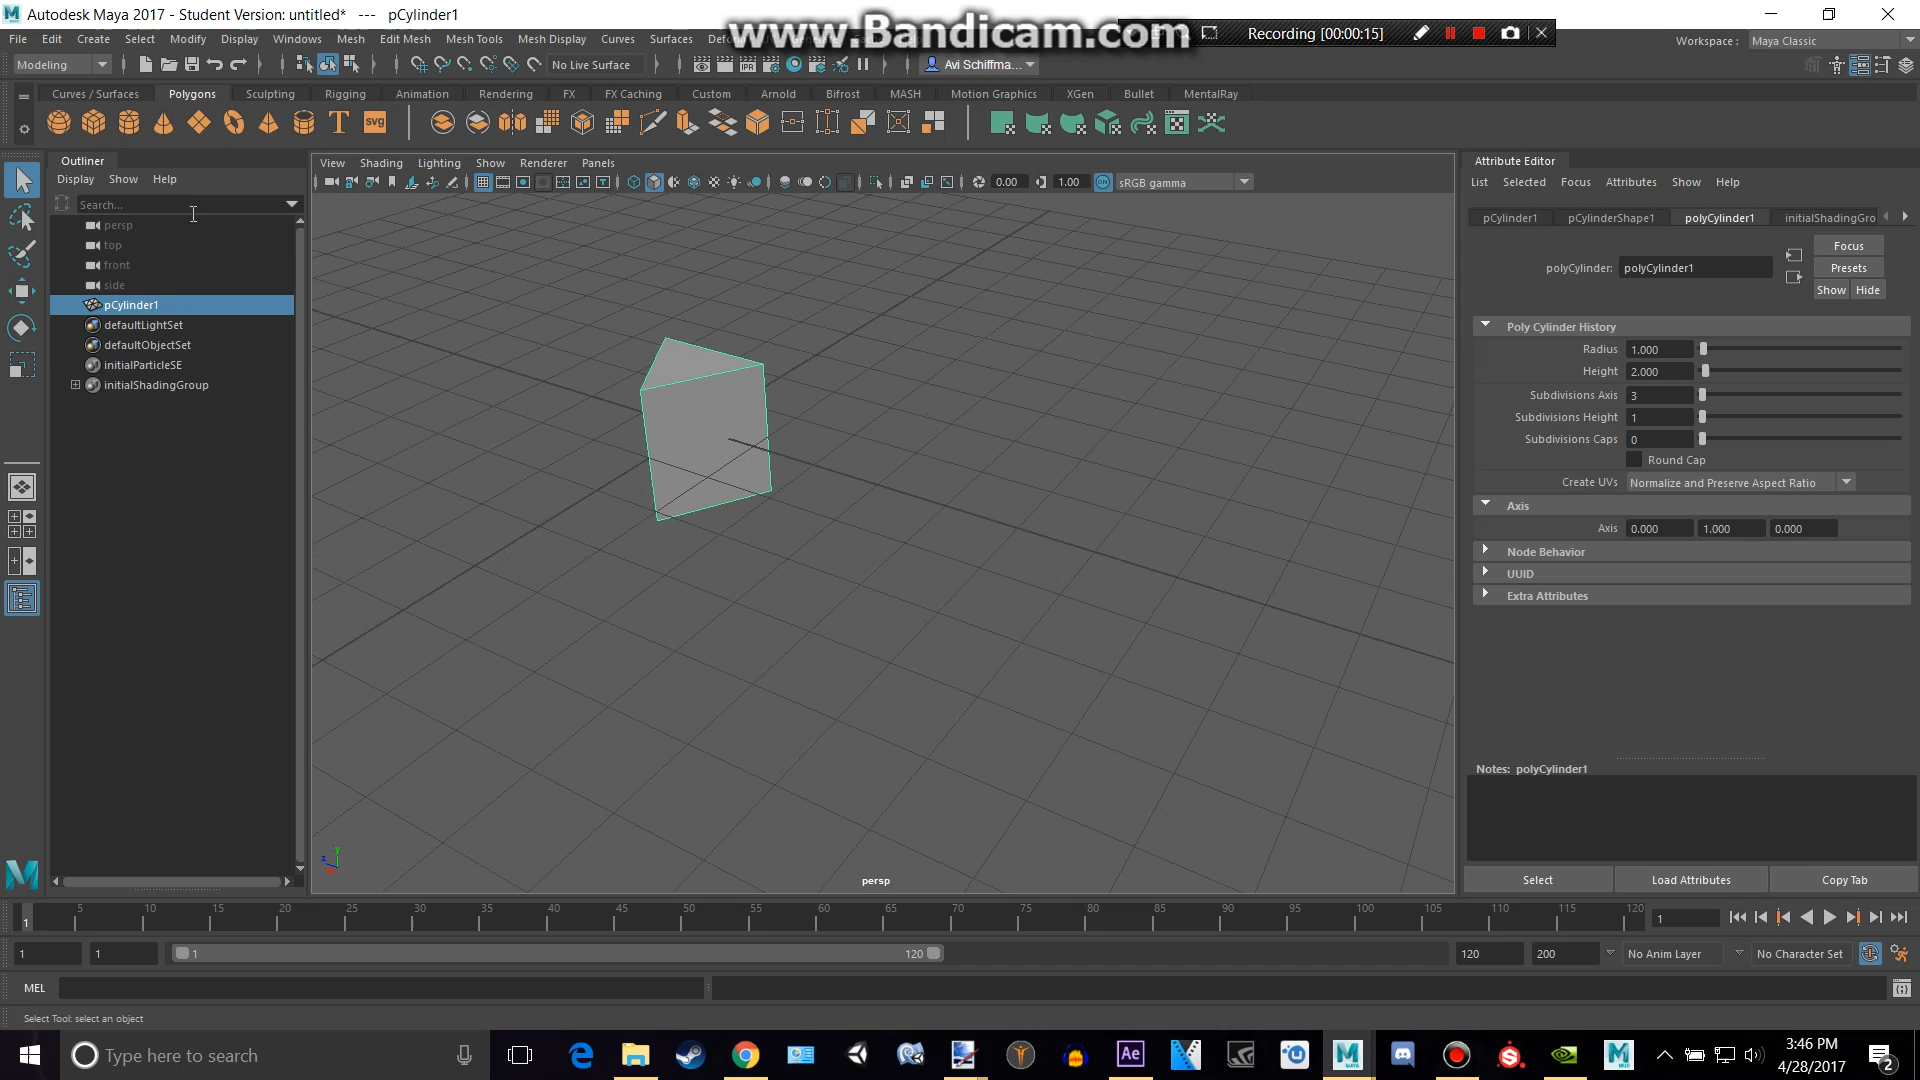 Autodesk Maya 2017 - Student Version: untitled*   ---   pCylinder1
www.Bandicam.com
Recording [00:00:15]
File Edit Create Select Modify Display Windows Mesh Edit Mesh Mesh Tools Mesh Display Curves Surfaces
Workspace: Maya Classic
Modeling
No Live Surface
Avi Schiffma...
Curves / Surfaces Polygons Sculpting Rigging Animation Rendering FX FX Caching Custom Arnold Bifrost MASH Motion Graphics XGen Bullet MentalRay
T SVG
Outliner
Display Show Help
Search...
persp
top
front
side
pCylinder1
defaultLightSet
defaultObjectSet
initialParticleSE
initialShadingGroup
View Shading Lighting Show Renderer Panels
0.00 1.00 ON sRGB gamma
persp
y
z
x
Attribute Editor
List Selected Focus Attributes Show Help
pCylinder1 pCylinderShape1 polyCylinder1 initialShadingGro
Focus
polyCylinder: polyCylinder1
Presets
Show Hide
Poly Cylinder History
Radius 1.000
Height 2.000
Subdivisions Axis 3
Subdivisions Height 1
Subdivisions Caps 0
Round Cap
Create UVs Normalize and Preserve Aspect Ratio
Axis
Axis 0.000 1.000 0.000
Node Behavior
UUID
Extra Attributes
Notes: polyCylinder1
Select Load Attributes Copy Tab
1 5 10 15 20 25 30 35 40 45 50 55 60 65 70 75 80 85 90 95 100 105 110 115 120
1
1 1 1 120 120 200 No Anim Layer No Character Set
MEL
Select Tool: select an object
Type here to search
Ae
MAYA
3:46 PM
4/28/2017
2